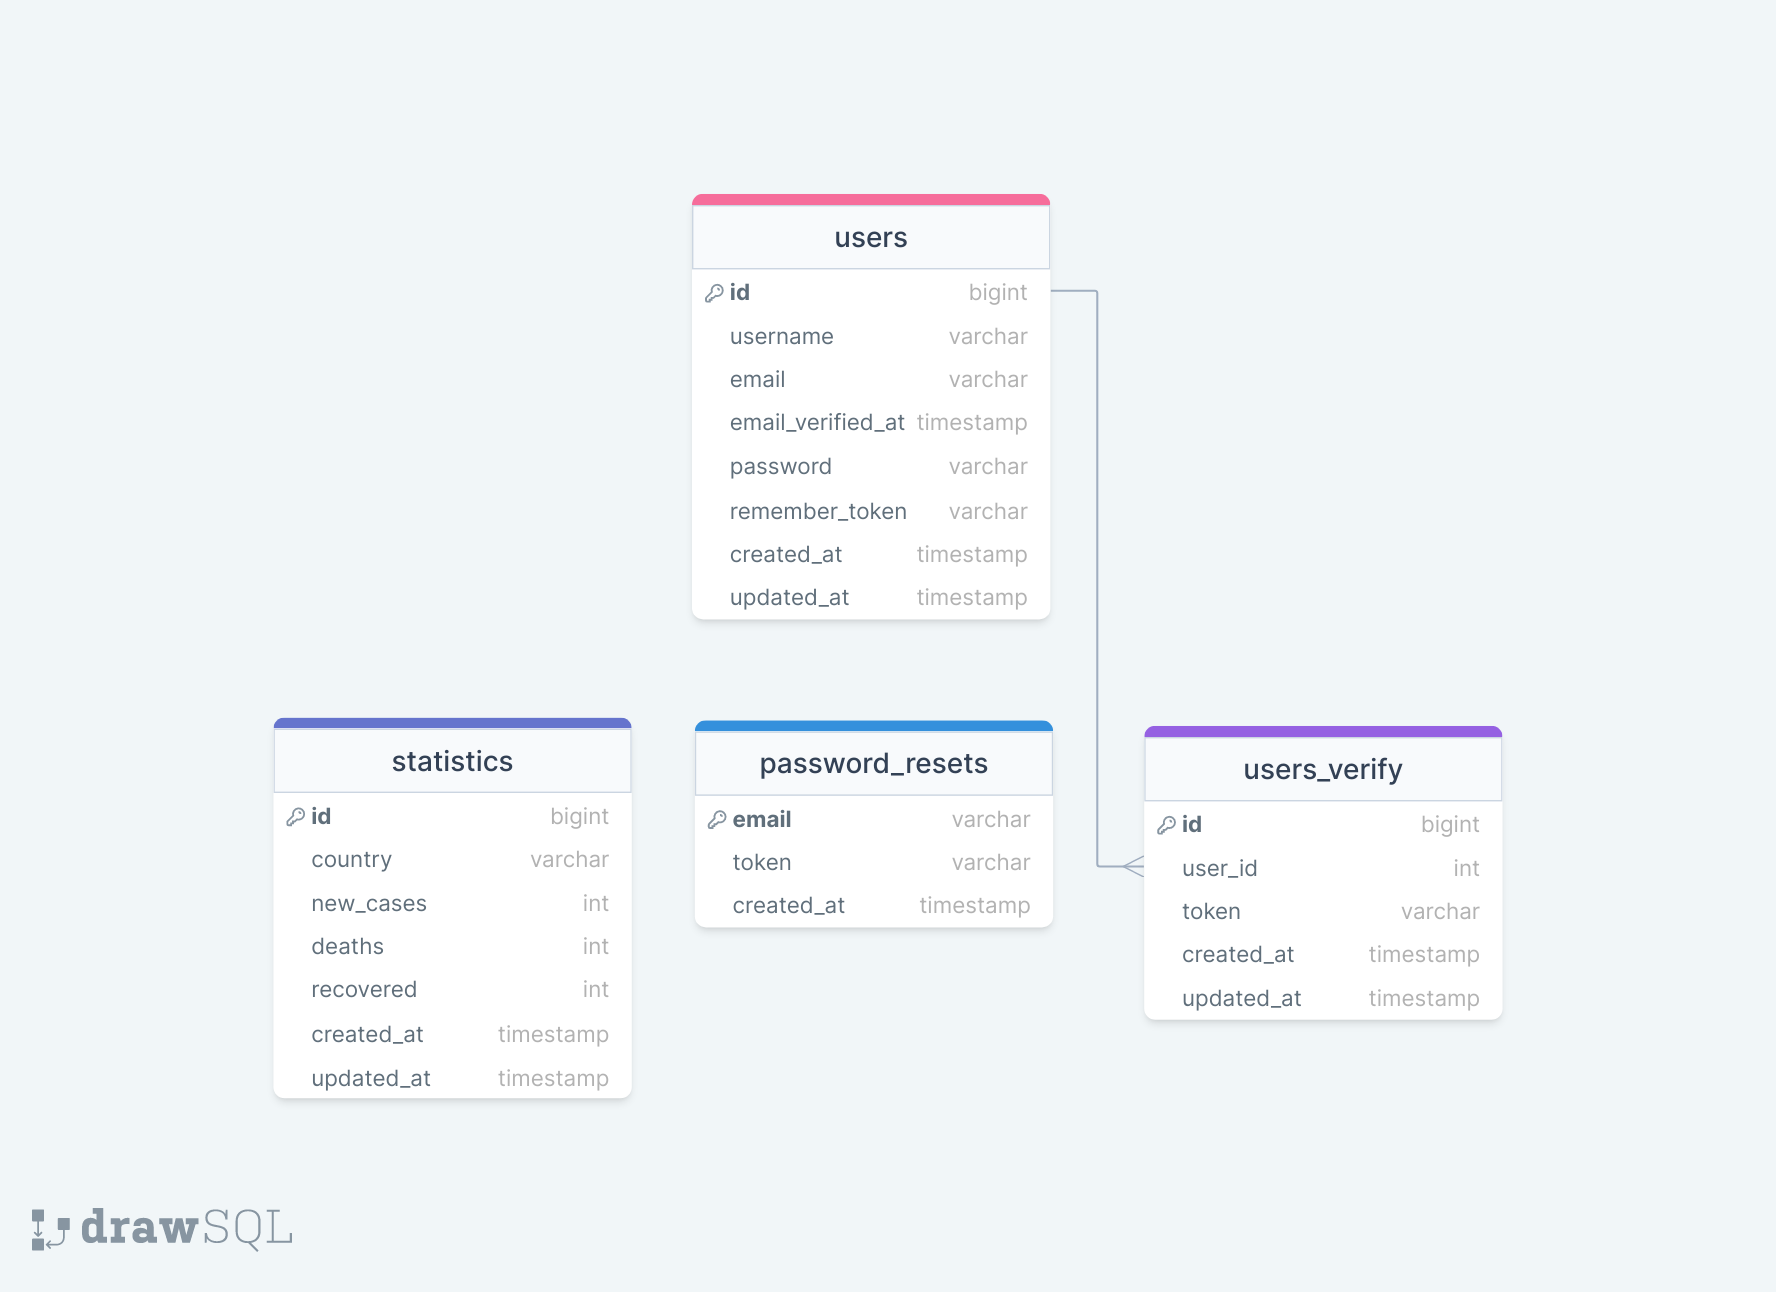 users
id bigint
username varchar
email varchar
email_verified_at timestamp
password varchar
remember_token varchar
created_at timestamp
updated_at timestamp
statistics
id bigint
country varchar
new_cases int
deaths int
recovered int
created_at timestamp
updated_at timestamp
password_resets
email varchar
token varchar
created_at timestamp
users_verify
id bigint
user_id int
token varchar
created_at timestamp
updated_at timestamp
drawSQL